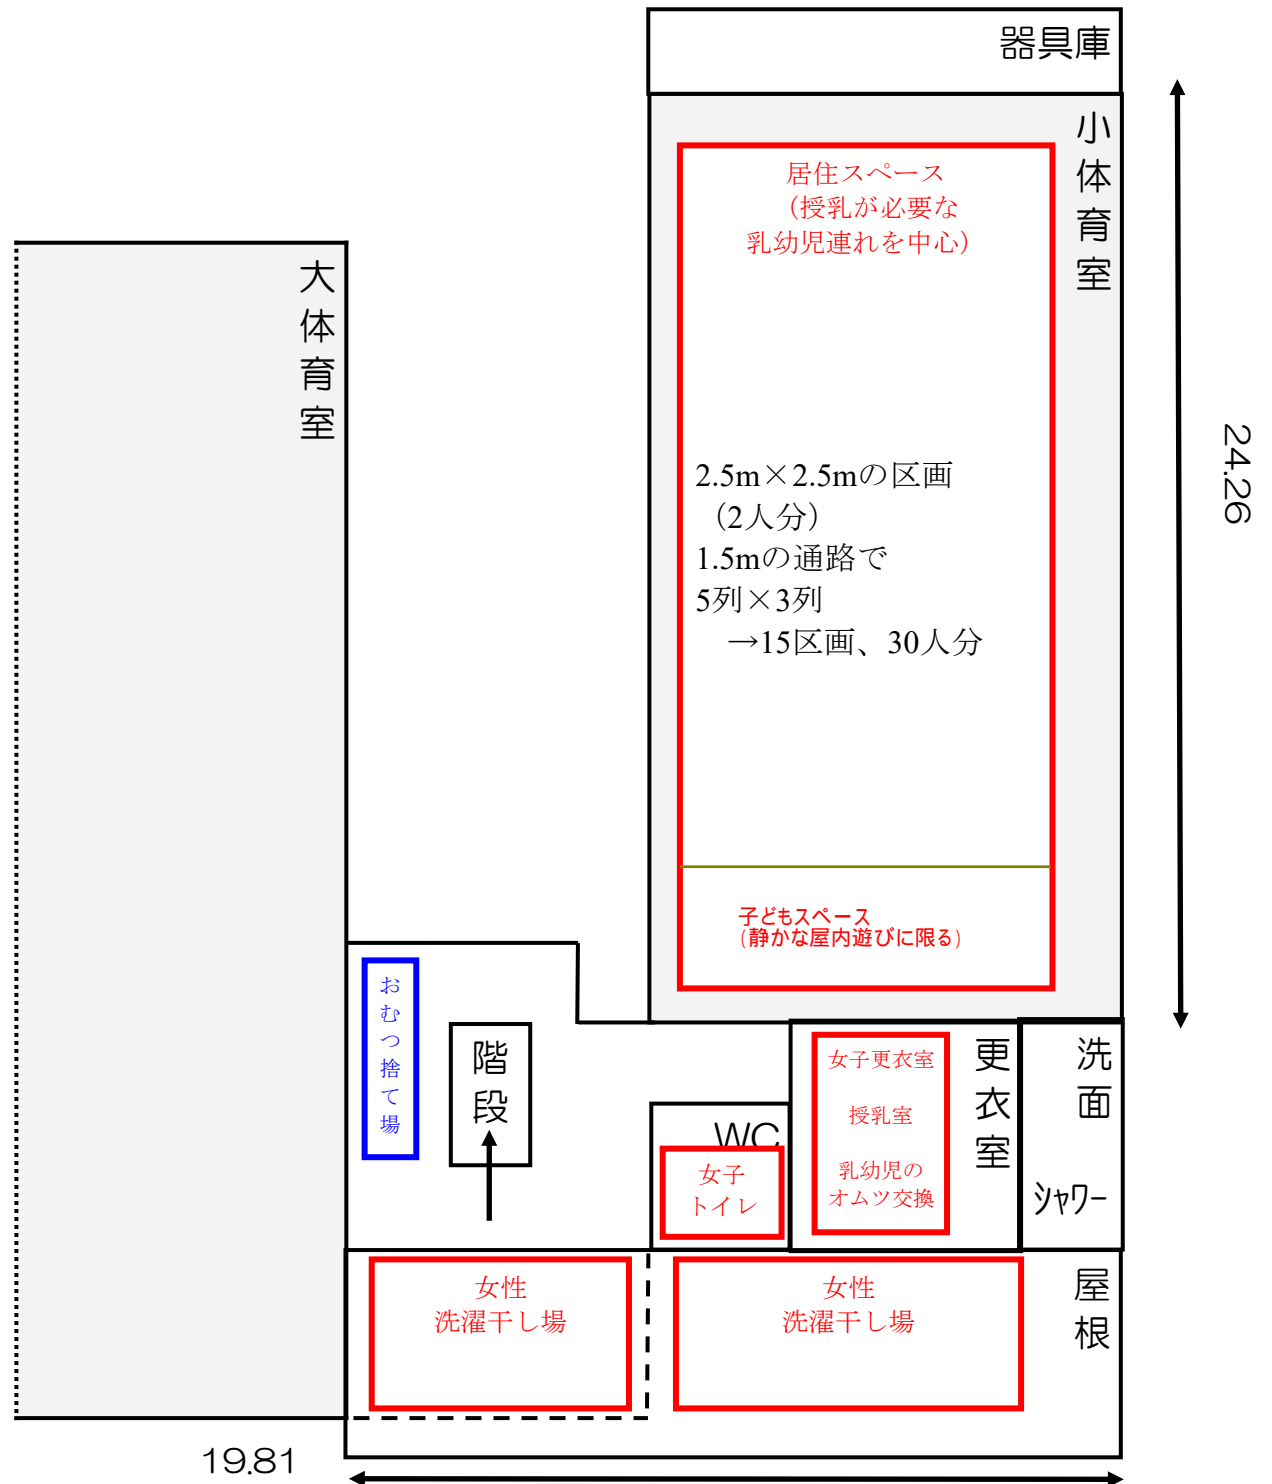 器具庫
小体育室
居住スペース
（授乳が必要な
乳幼児連れを中心）
大体育室
24.26
2.5m×2.5mの区画
（2人分）
1.5mの通路で
5列×3列
→15区画、30人分
子どもスペース
(静かな屋内遊びに限る)
おむつ捨て場
階段
WC
女子
トイレ
女子更衣室
授乳室
乳幼児の
オムツ交換
更衣室
洗面
シャワー
女性
洗濯干し場
女性
洗濯干し場
屋根
19.81